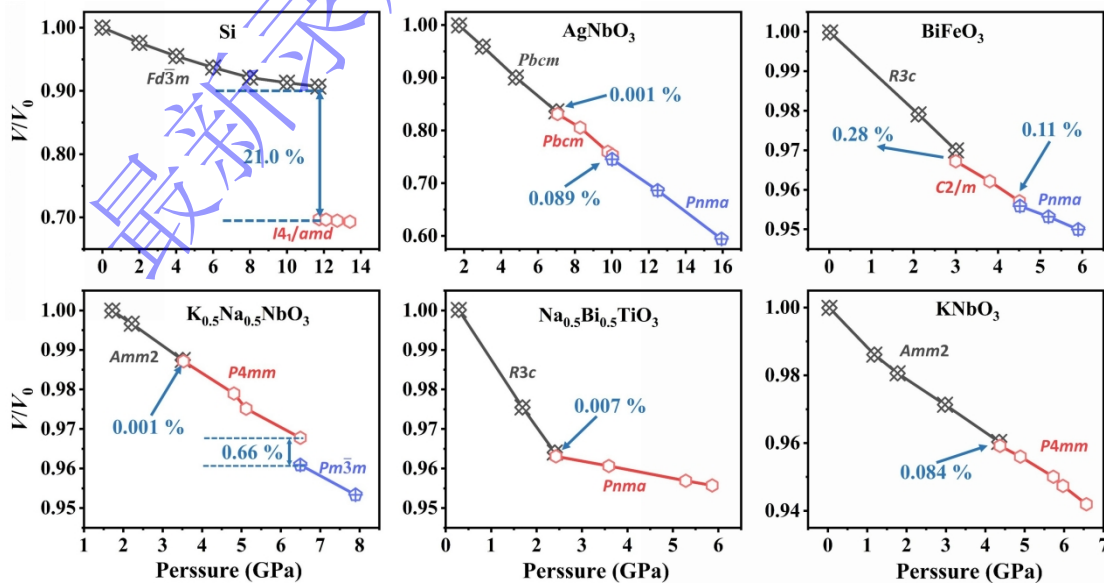 Si
AgNbO3
BiFeO3
1.00
0.90
0.80
0.70
V/V0
Fd3̅m
21.0 %
I41/amd
0 2 4 6 8 10 12 14
1.00
0.90
0.80
0.70
0.60
Pbcm
0.001 %
Pbcm
0.089 %
Pnma
2 4 6 8 10 12 14 16
1.00
0.99
0.98
0.97
0.96
0.95
R3c
0.28 %
0.11 %
C2/m
Pnma
0 1 2 3 4 5 6
K0.5Na0.5NbO3
Na0.5Bi0.5TiO3
KNbO3
1.00
0.99
0.98
0.97
0.96
0.95
V/V0
Amm2
P4mm
0.001 %
0.66 %
Pm3̅m
1 2 3 4 5 6 7 8 9
Perssure (GPa)
1.00
0.99
0.98
0.97
0.96
0.95
R3c
0.007 %
Pnma
0 1 2 3 4 5 6
Perssure (GPa)
1.00
0.98
0.96
0.94
Amm2
P4mm
0.084 %
0 1 2 3 4 5 6 7
Perssure (GPa)
最新